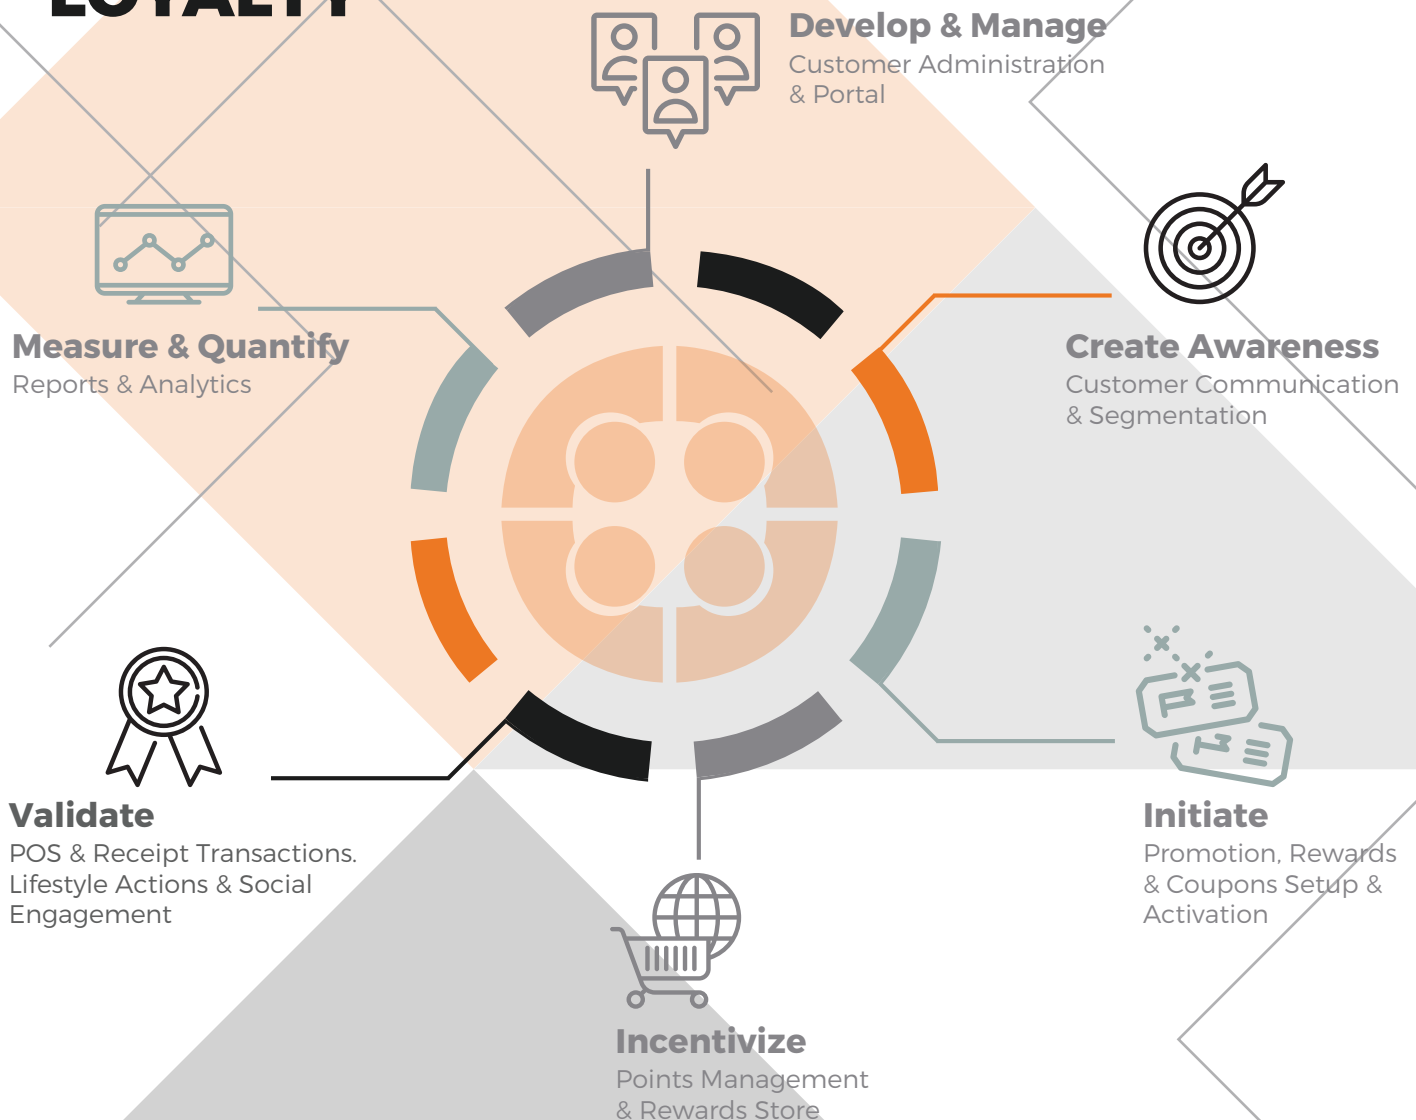 LOYALTY
Develop & Manage
Customer Administration
& Portal
Create Awareness
Customer Communication
& Segmentation
Measure & Quantify
Reports & Analytics
Validate
POS & Receipt Transactions.
Lifestyle Actions & Social
Engagement
Initiate
Promotion, Rewards
& Coupons Setup &
Activation
Incentivize
Points Management
& Rewards Store